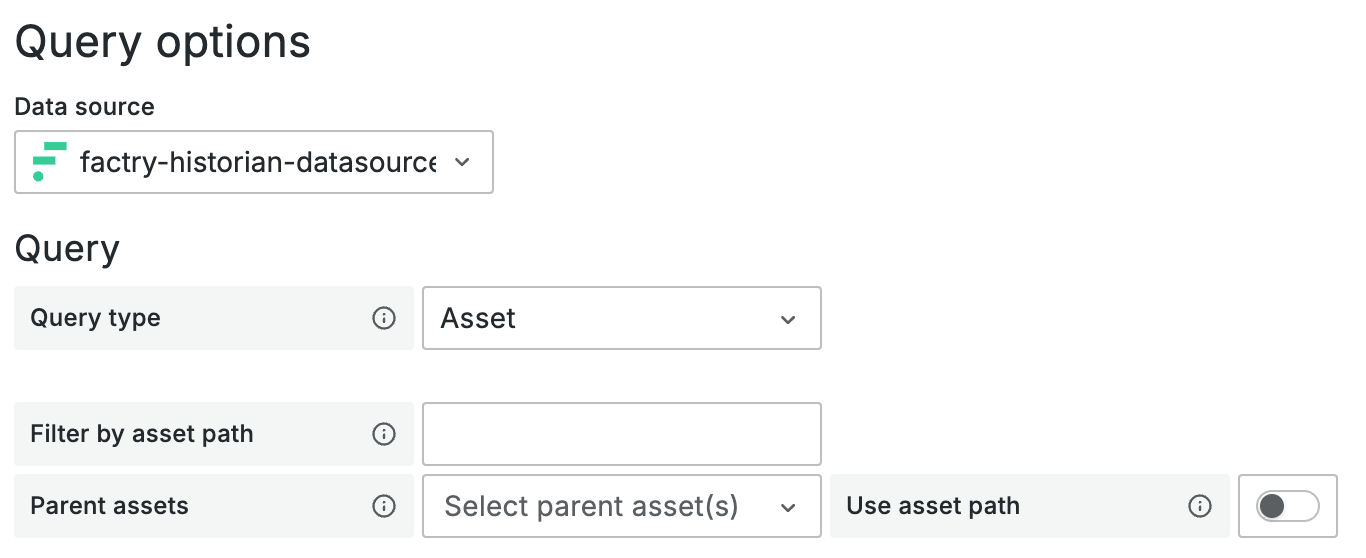 Query options
Data source
factry-historian-datasource
Query
Query type
Asset
Filter by asset path
Parent assets
Select parent asset(s)
Use asset path